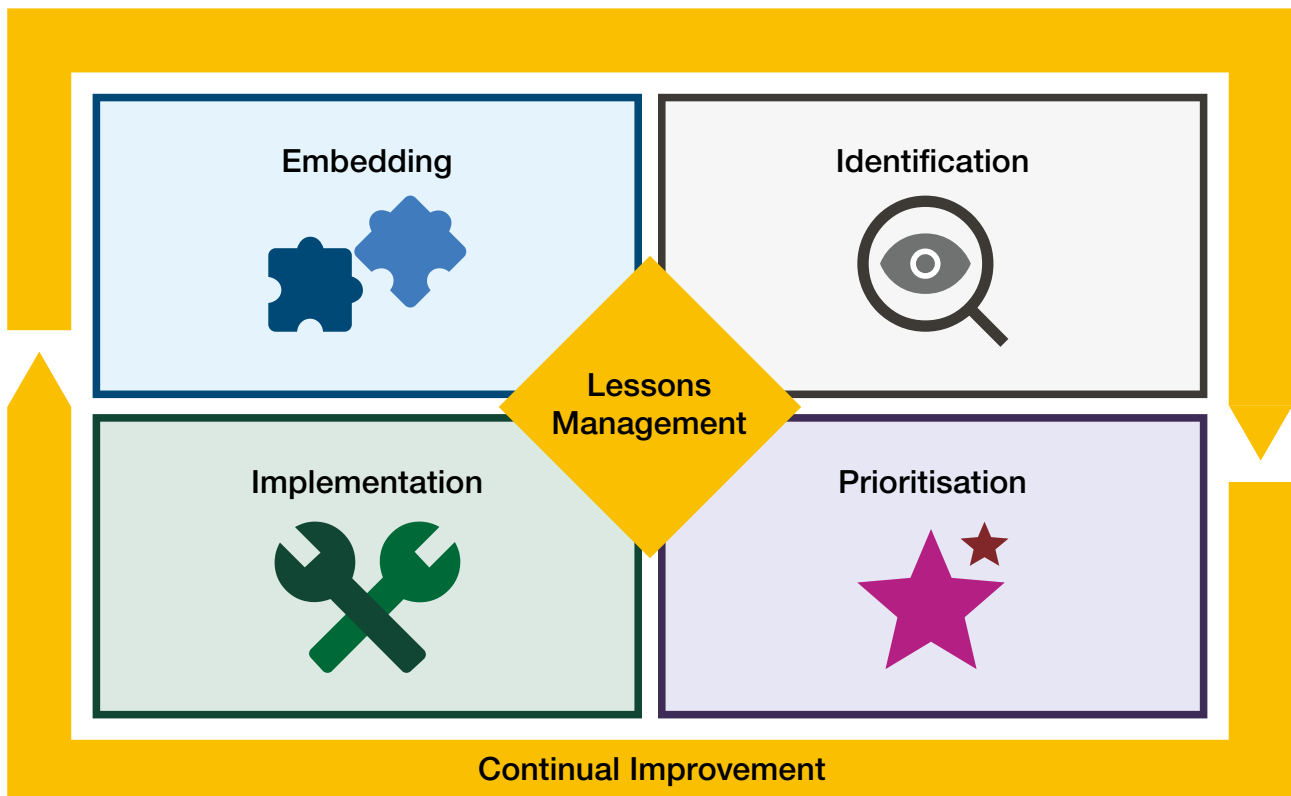 Embedding
Identification
Lessons
Management
Implementation
Prioritisation
Continual Improvement